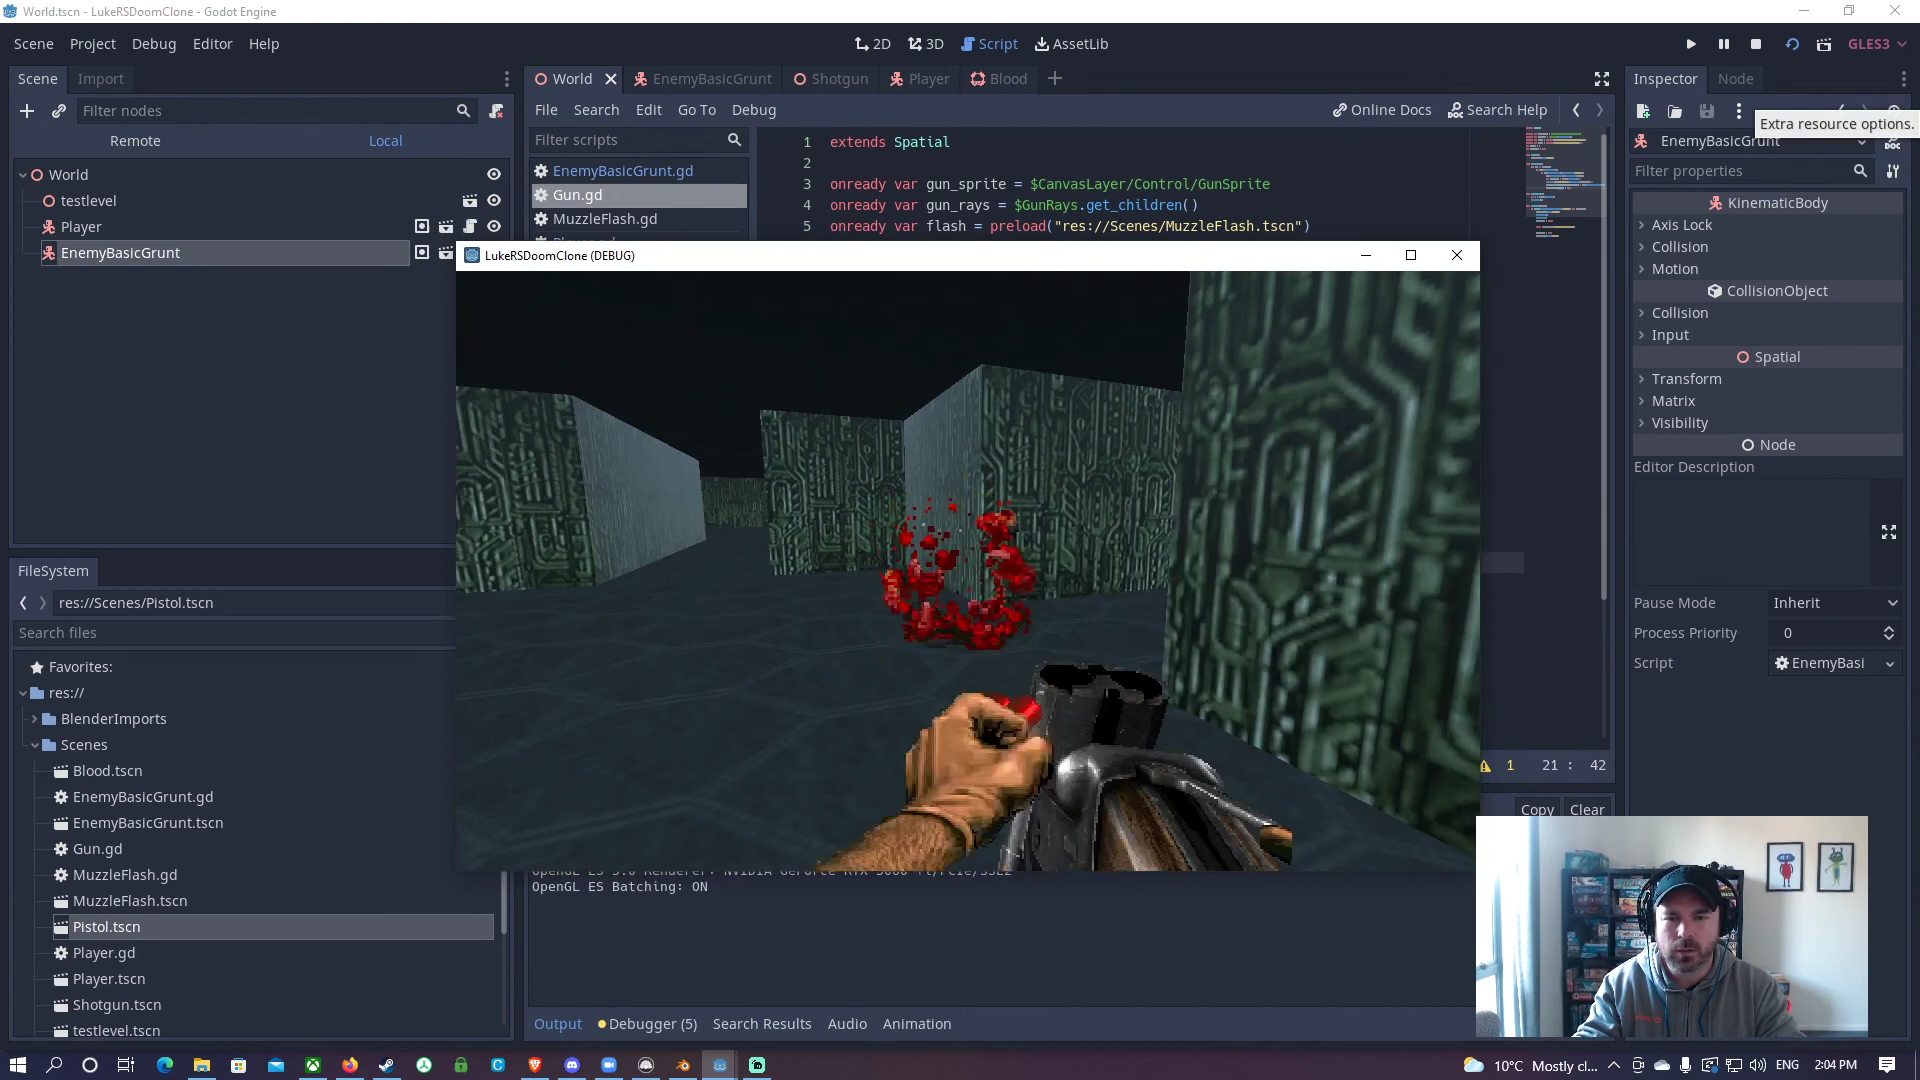 World.tscn - LukeRSDoomClone - Godot Engine
Scene Project Debug Editor Help
2D 3D Script AssetLib
GLES3
Scene Import
World EnemyBasicGrunt Shotgun Player Blood
Inspector Node
Filter nodes
File Search Edit Go To Debug
Online Docs Search Help
Extra resource options.
Remote Local
Filter scripts
EnemyBasicGrunt
Filter properties
World
testlevel
Player
EnemyBasicGrunt
EnemyBasicGrunt.gd
Gun.gd
MuzzleFlash.gd
1 extends Spatial
2
3 onready var gun_sprite = $CanvasLayer/Control/GunSprite
4 onready var gun_rays = $GunRays.get_children()
5 onready var flash = preload("res://Scenes/MuzzleFlash.tscn")
LukeRSDoomClone (DEBUG)
KinematicBody
Axis Lock
Collision
Motion
CollisionObject
Collision
Input
Spatial
Transform
Matrix
Visibility
Node
Editor Description
Pause Mode Inherit
Process Priority 0
Script EnemyBasi
FileSystem
res://Scenes/Pistol.tscn
Search files
Favorites:
res://
BlenderImports
Scenes
Blood.tscn
EnemyBasicGrunt.gd
EnemyBasicGrunt.tscn
Gun.gd
MuzzleFlash.gd
MuzzleFlash.tscn
Pistol.tscn
Player.gd
Player.tscn
Shotgun.tscn
testlevel.tscn
1 21 : 42
Copy Clear
OpenGL ES Batching: ON
Output Debugger (5) Search Results Audio Animation
10°C Mostly cl... ENG 2:04 PM